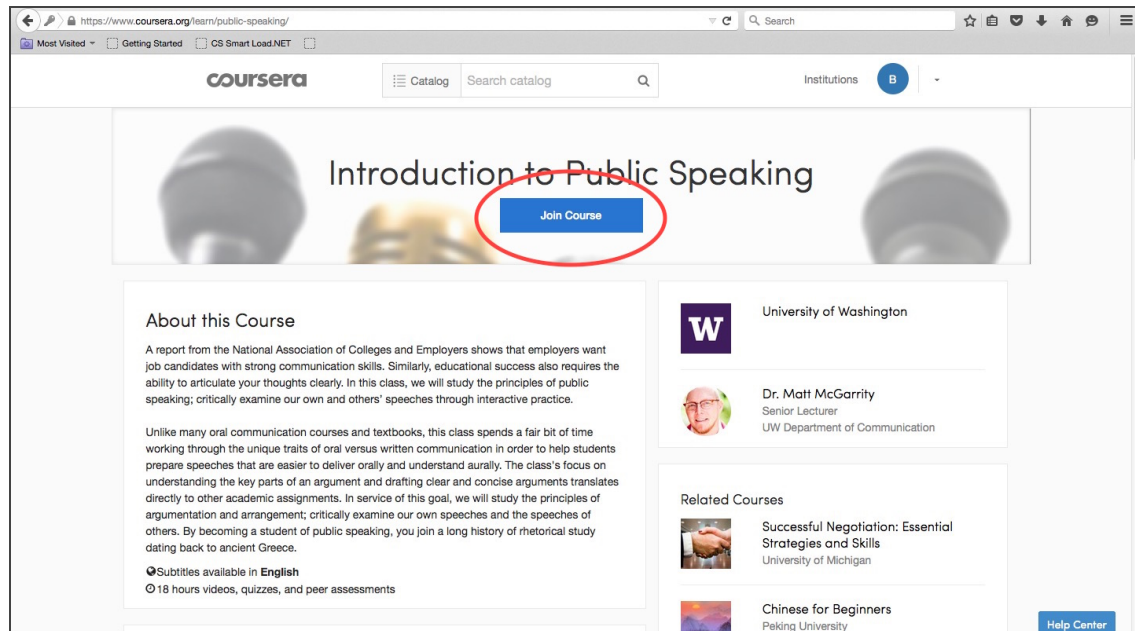 https://www.coursera.org/learn/public-speaking/
Search
Most Visited
Getting Started
CS Smart Load.NET
coursera
Catalog
Search catalog
Institutions
B
Introduction to Public Speaking
Join Course
About this Course
A report from the National Association of Colleges and Employers shows that employers want
job candidates with strong communication skills. Similarly, educational success also requires the
ability to articulate your thoughts clearly. In this class, we will study the principles of public
speaking; critically examine our own and others' speeches through interactive practice.
Unlike many oral communication courses and textbooks, this class spends a fair bit of time
working through the unique traits of oral versus written communication in order to help students
prepare speeches that are easier to deliver orally and understand aurally. The class's focus on
understanding the key parts of an argument and drafting clear and concise arguments translates
directly to other academic assignments. In service of this goal, we will study the principles of
argumentation and arrangement; critically examine our own speeches and the speeches of
others. By becoming a student of public speaking, you join a long history of rhetorical study
dating back to ancient Greece.
Subtitles available in English
18 hours videos, quizzes, and peer assessments
W
University of Washington
Dr. Matt McGarrity
Senior Lecturer
UW Department of Communication
Related Courses
Successful Negotiation: Essential
Strategies and Skills
University of Michigan
Chinese for Beginners
Peking University
Help Center